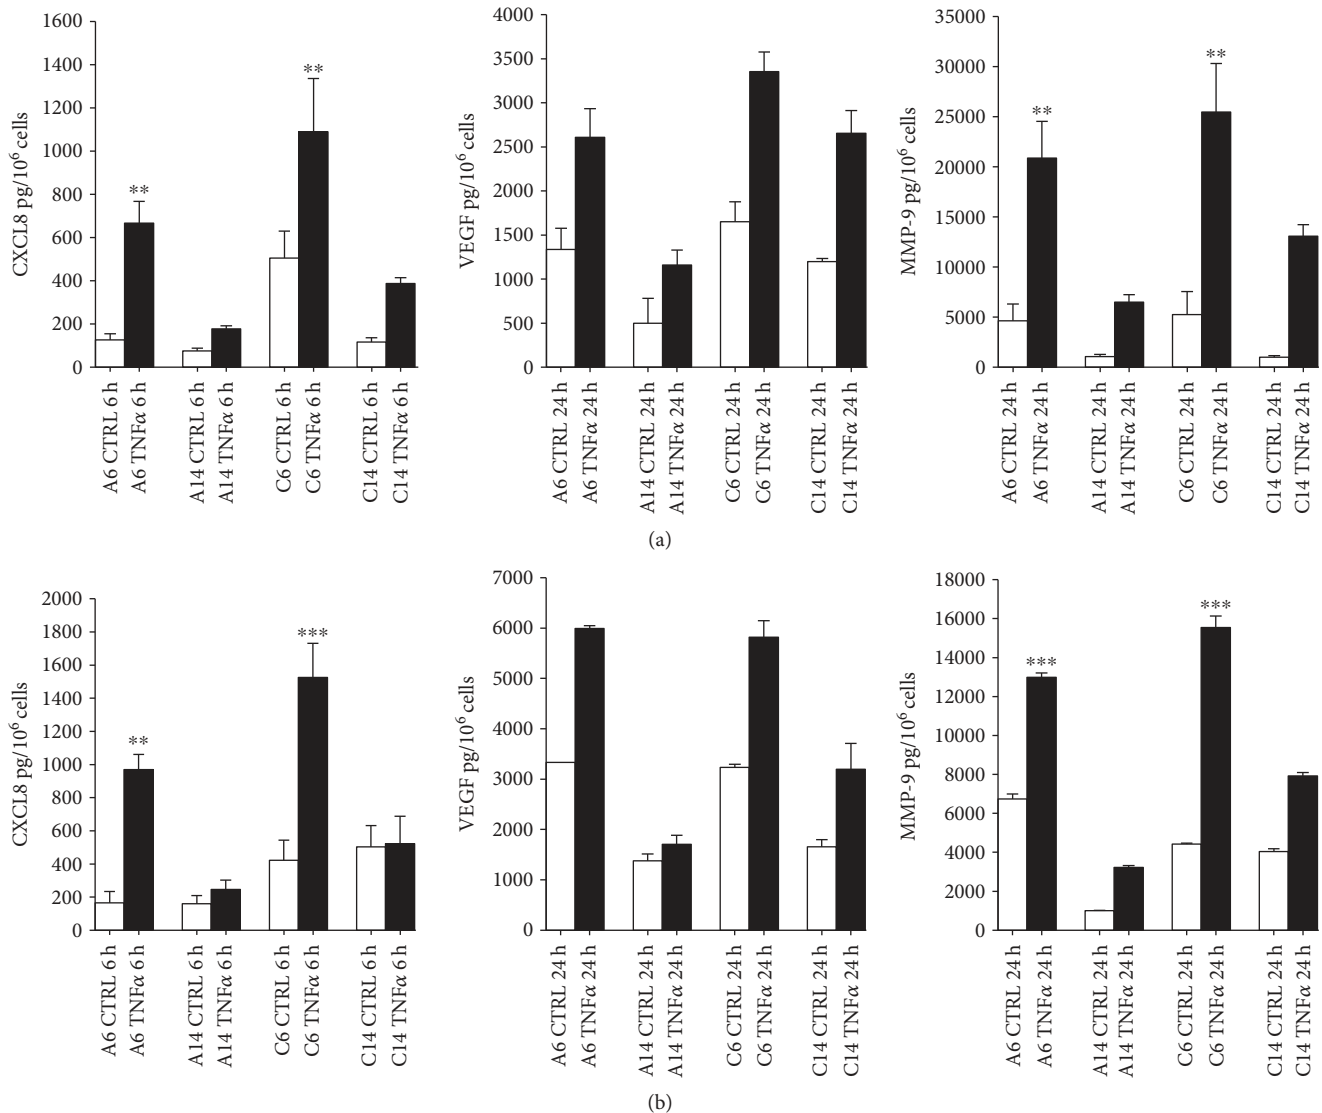 CXCL8 pg/10⁶ cells
1600
1400
1200
1000
800
600
400
200
0
**
**
A6 CTRL 6 h
A6 TNFα 6 h
A14 CTRL 6 h
A14 TNFα 6 h
C6 CTRL 6 h
C6 TNFα 6 h
C14 CTRL 6 h
C14 TNFα 6 h
VEGF pg/10⁶ cells
4000
3500
3000
2500
2000
1500
1000
500
0
A6 CTRL 24 h
A6 TNFα 24 h
A14 CTRL 24 h
A14 TNFα 24 h
C6 CTRL 24 h
C6 TNFα 24 h
C14 CTRL 24 h
C14 TNFα 24 h
MMP-9 pg/10⁶ cells
35000
30000
25000
20000
15000
10000
5000
0
**
**
A6 CTRL 24 h
A6 TNFα 24 h
A14 CTRL 24 h
A14 TNFα 24 h
C6 CTRL 24 h
C6 TNFα 24 h
C14 CTRL 24 h
C14 TNFα 24 h
(a)
CXCL8 pg/10⁶ cells
2000
1800
1600
1400
1200
1000
800
600
400
200
0
**
***
A6 CTRL 6 h
A6 TNFα 6 h
A14 CTRL 6 h
A14 TNFα 6 h
C6 CTRL 6 h
C6 TNFα 6 h
C14 CTRL 6 h
C14 TNFα 6 h
VEGF pg/10⁶ cells
7000
6000
5000
4000
3000
2000
1000
0
A6 CTRL 24 h
A6 TNFα 24 h
A14 CTRL 24 h
A14 TNFα 24 h
C6 CTRL 24 h
C6 TNFα 24 h
C14 CTRL 24 h
C14 TNFα 24 h
MMP-9 pg/10⁶ cells
18000
16000
14000
12000
10000
8000
6000
4000
2000
0
***
***
A6 CTRL 24 h
A6 TNFα 24 h
A14 CTRL 24 h
A14 TNFα 24 h
C6 CTRL 24 h
C6 TNFα 24 h
C14 CTRL 24 h
C14 TNFα 24 h
(b)